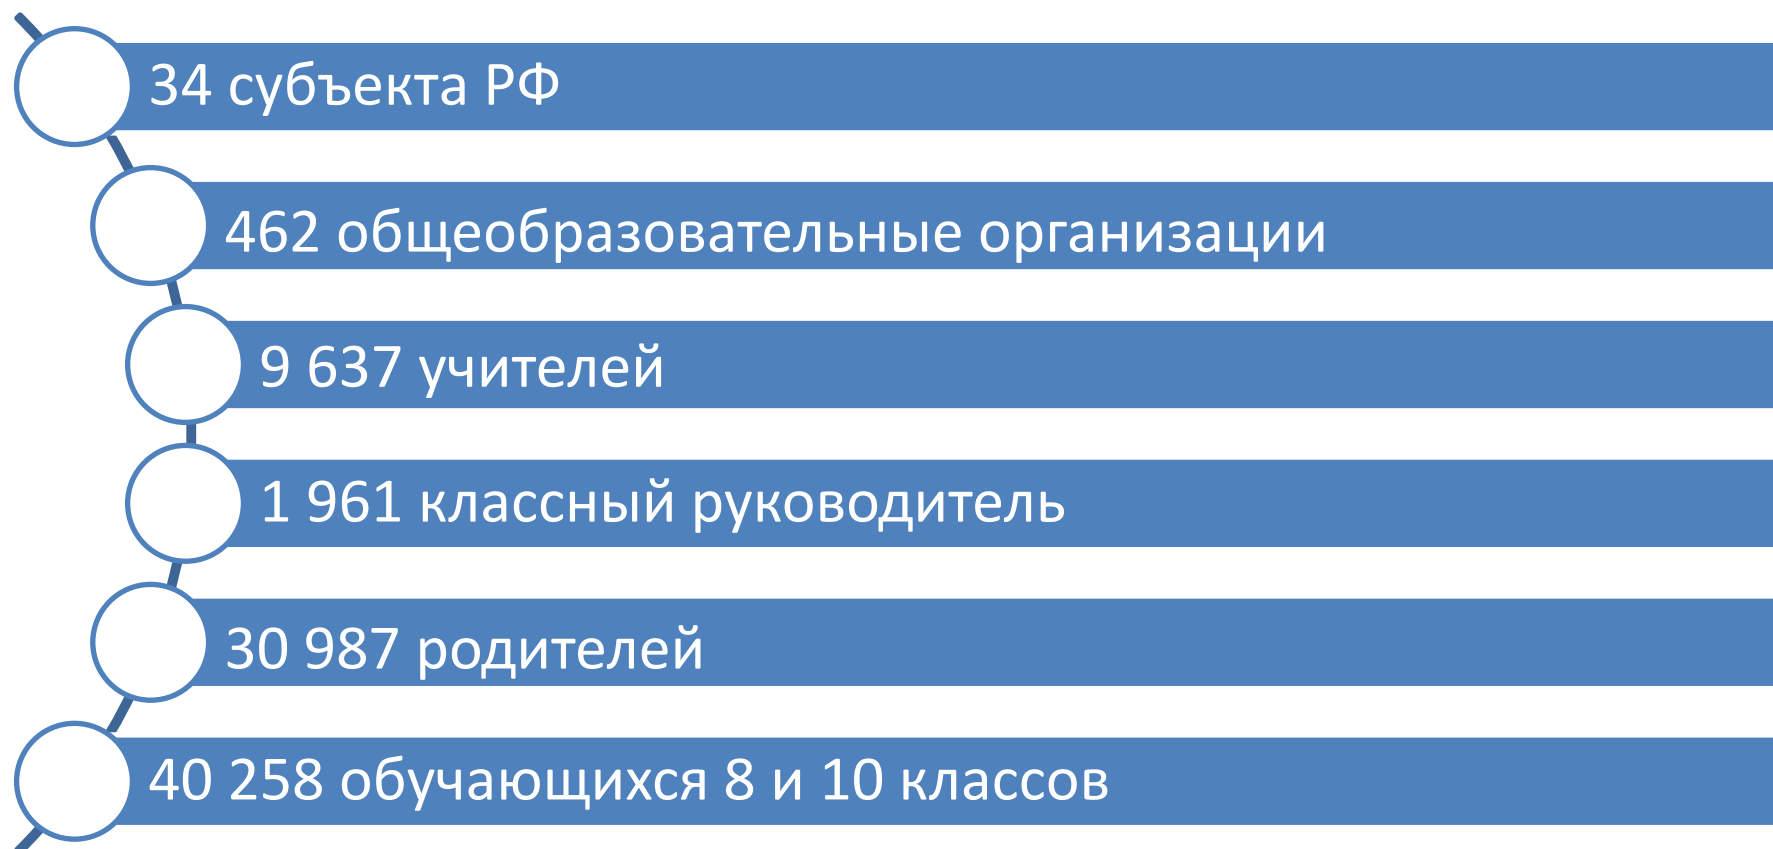 34 субъекта РФ
462 общеобразовательные организации
9 637 учителей
1 961 классный руководитель
30 987 родителей
40 258 обучающихся 8 и 10 классов